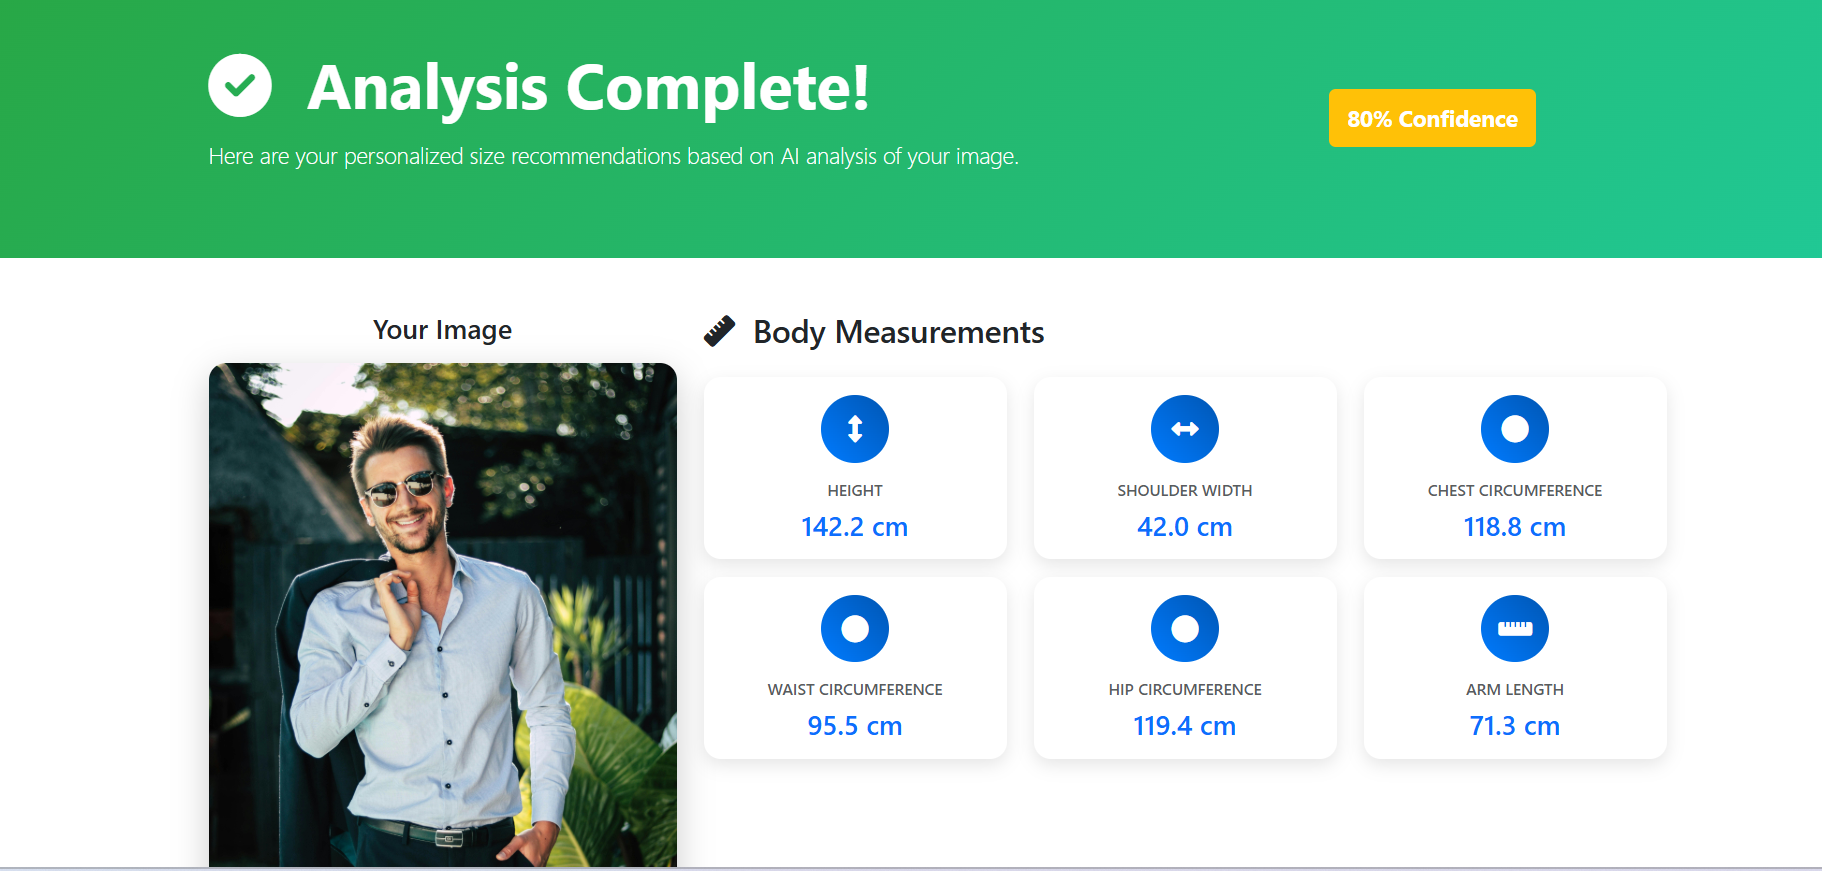 Analysis Complete!
80% Confidence
Here are your personalized size recommendations based on AI analysis of your image.
Your Image
Body Measurements
HEIGHT
142.2 cm
SHOULDER WIDTH
42.0 cm
CHEST CIRCUMFERENCE
118.8 cm
WAIST CIRCUMFERENCE
95.5 cm
HIP CIRCUMFERENCE
119.4 cm
ARM LENGTH
71.3 cm